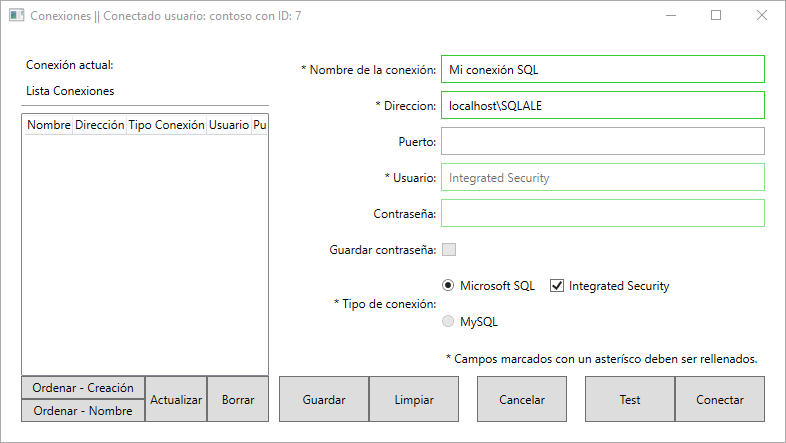 Conexiones || Conectado usuario: contoso con ID: 7
Conexión actual:
Lista Conexiones
Nombre Dirección Tipo Conexión Usuario Pu
Ordenar - Creación
Ordenar - Nombre
Actualizar
Borrar
* Nombre de la conexión: Mi conexión SQL
* Direccion: localhost\SQLALE
Puerto:
* Usuario: Integrated Security
Contraseña:
Guardar contraseña:
* Tipo de conexión:
Microsoft SQL
Integrated Security
MySQL
* Campos marcados con un asterísco deben ser rellenados.
Guardar
Limpiar
Cancelar
Test
Conectar